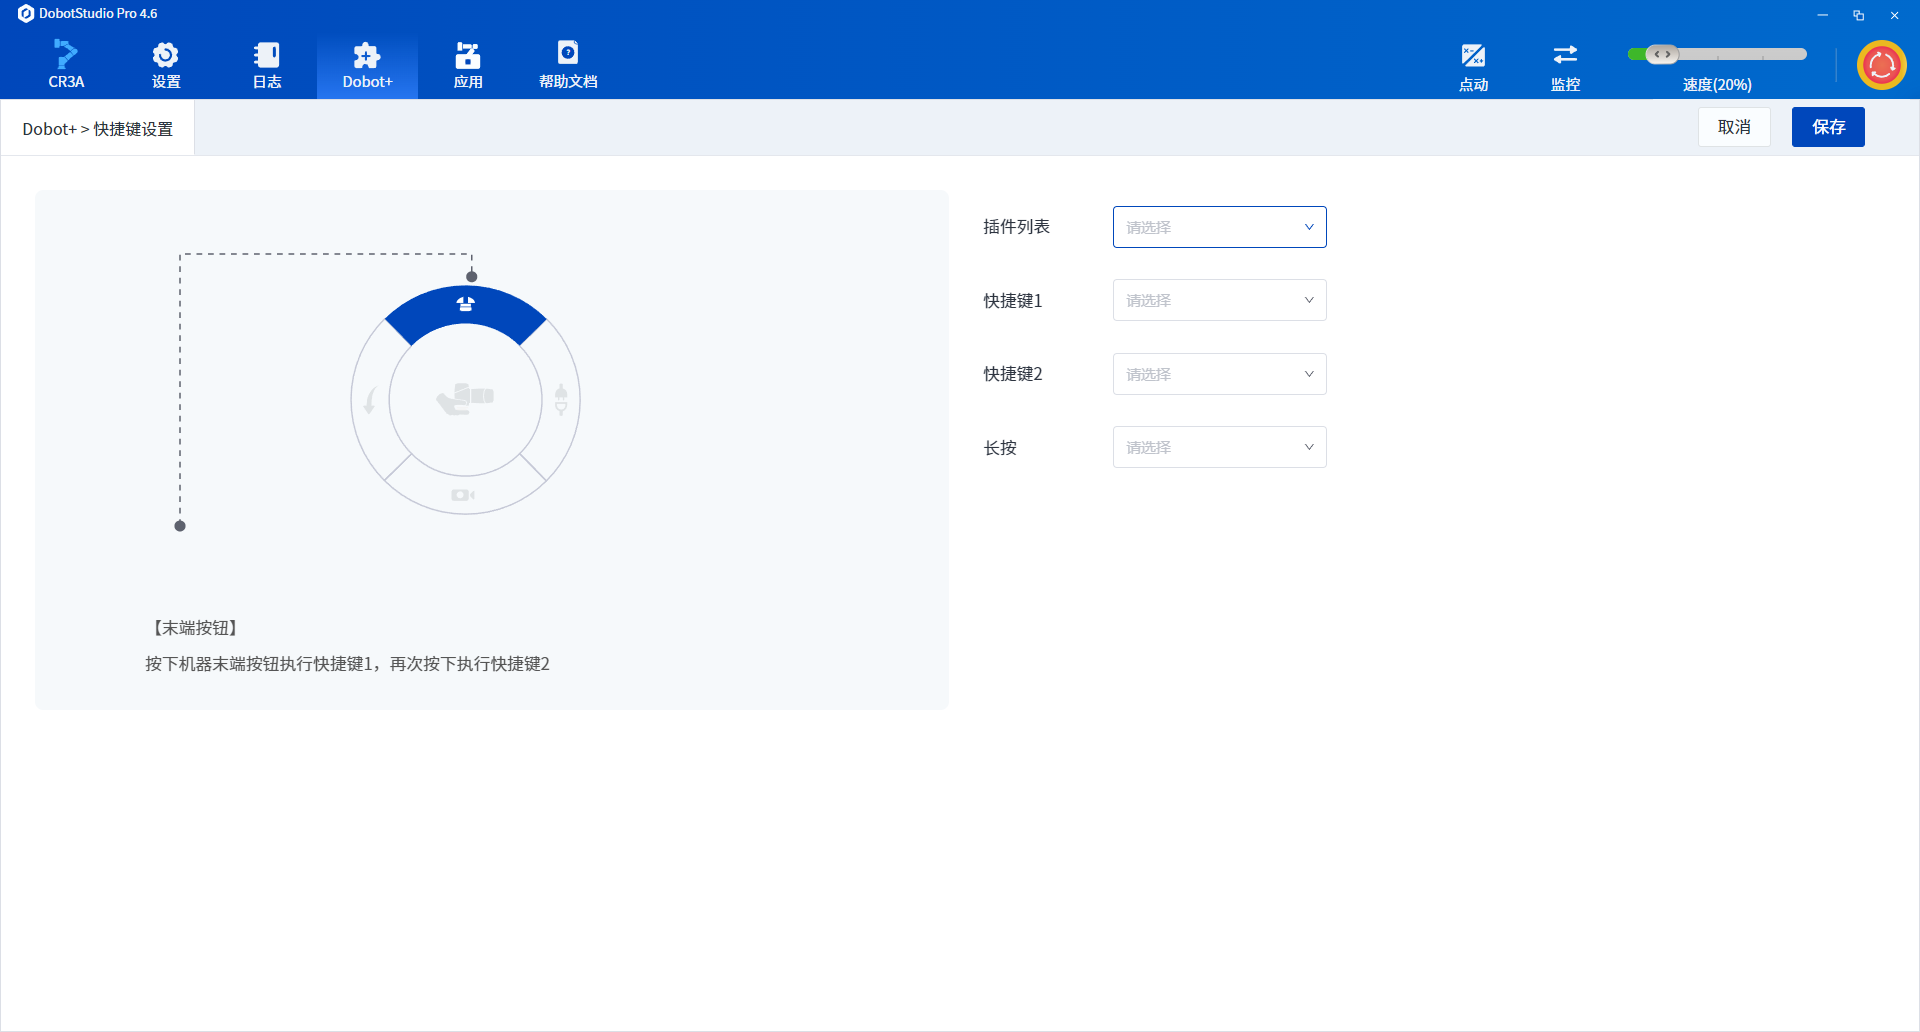 DobotStudio Pro 4.6
CR3A
设置
日志
Dobot+
应用
帮助文档
点动
监控
速度(20%)
Dobot+ > 快捷键设置
取消
保存
插件列表
请选择
快捷键1
请选择
快捷键2
请选择
长按
请选择
【末端按钮】
按下机器末端按钮执行快捷键1，再次按下执行快捷键2